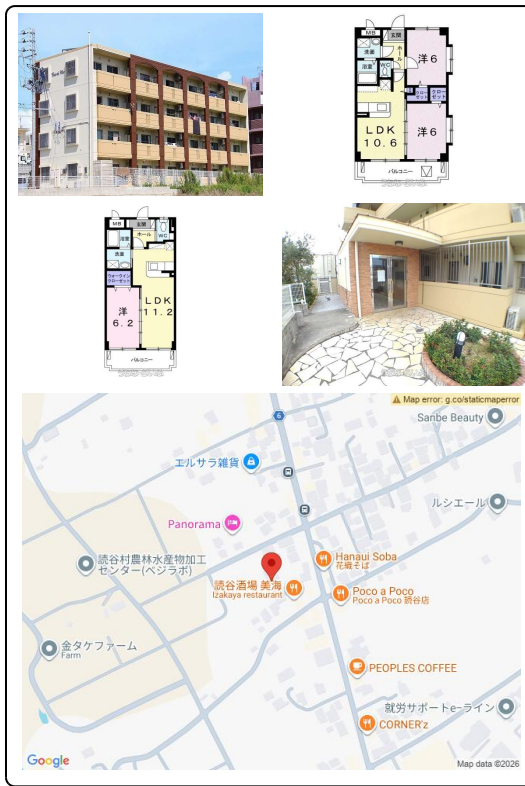 MB
玄関
洗面
ホール
洋6
浴室
WC
クローゼット
クローゼット
LDK
10.6
洋6
バルコニー
MB
玄関
浴室
ホール
WC
洗面
ウォークイン
クローゼット
洋
6.2
LDK
11.2
バルコニー
Map error: g.co/staticmaperror
6
Sanbe Beauty
エルサラ雑貨
ルシエール
Panorama
Hanaui Soba
花織そば
読谷村農林水産物加工
センター(ベジラボ)
読谷酒場 美海
Izakaya restaurant
Poco a Poco
Poco a Poco 読谷店
金タケファーム
Farm
PEOPLES COFFEE
就労サポートe-ライン
CORNER'z
Google
Map data ©2026